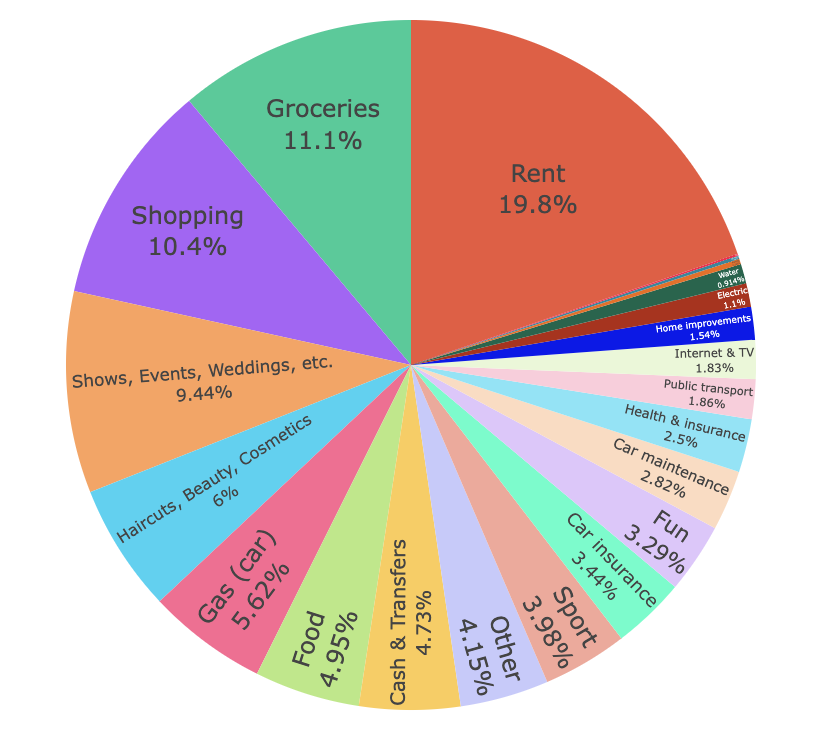 Rent
19.8%
Groceries
11.1%
Shopping
10.4%
Shows, Events, Weddings, etc.
9.44%
Haircuts, Beauty, Cosmetics
6%
Gas (car)
5.62%
Food
4.95%
Cash & Transfers
4.73%
Other
4.15%
Sport
3.98%
Car insurance
3.44%
Fun
3.29%
Car maintenance
2.82%
Health & insurance
2.5%
Public transport
1.86%
Internet & TV
1.83%
Home improvements
1.54%
Electric
1.1%
Water
0.914%